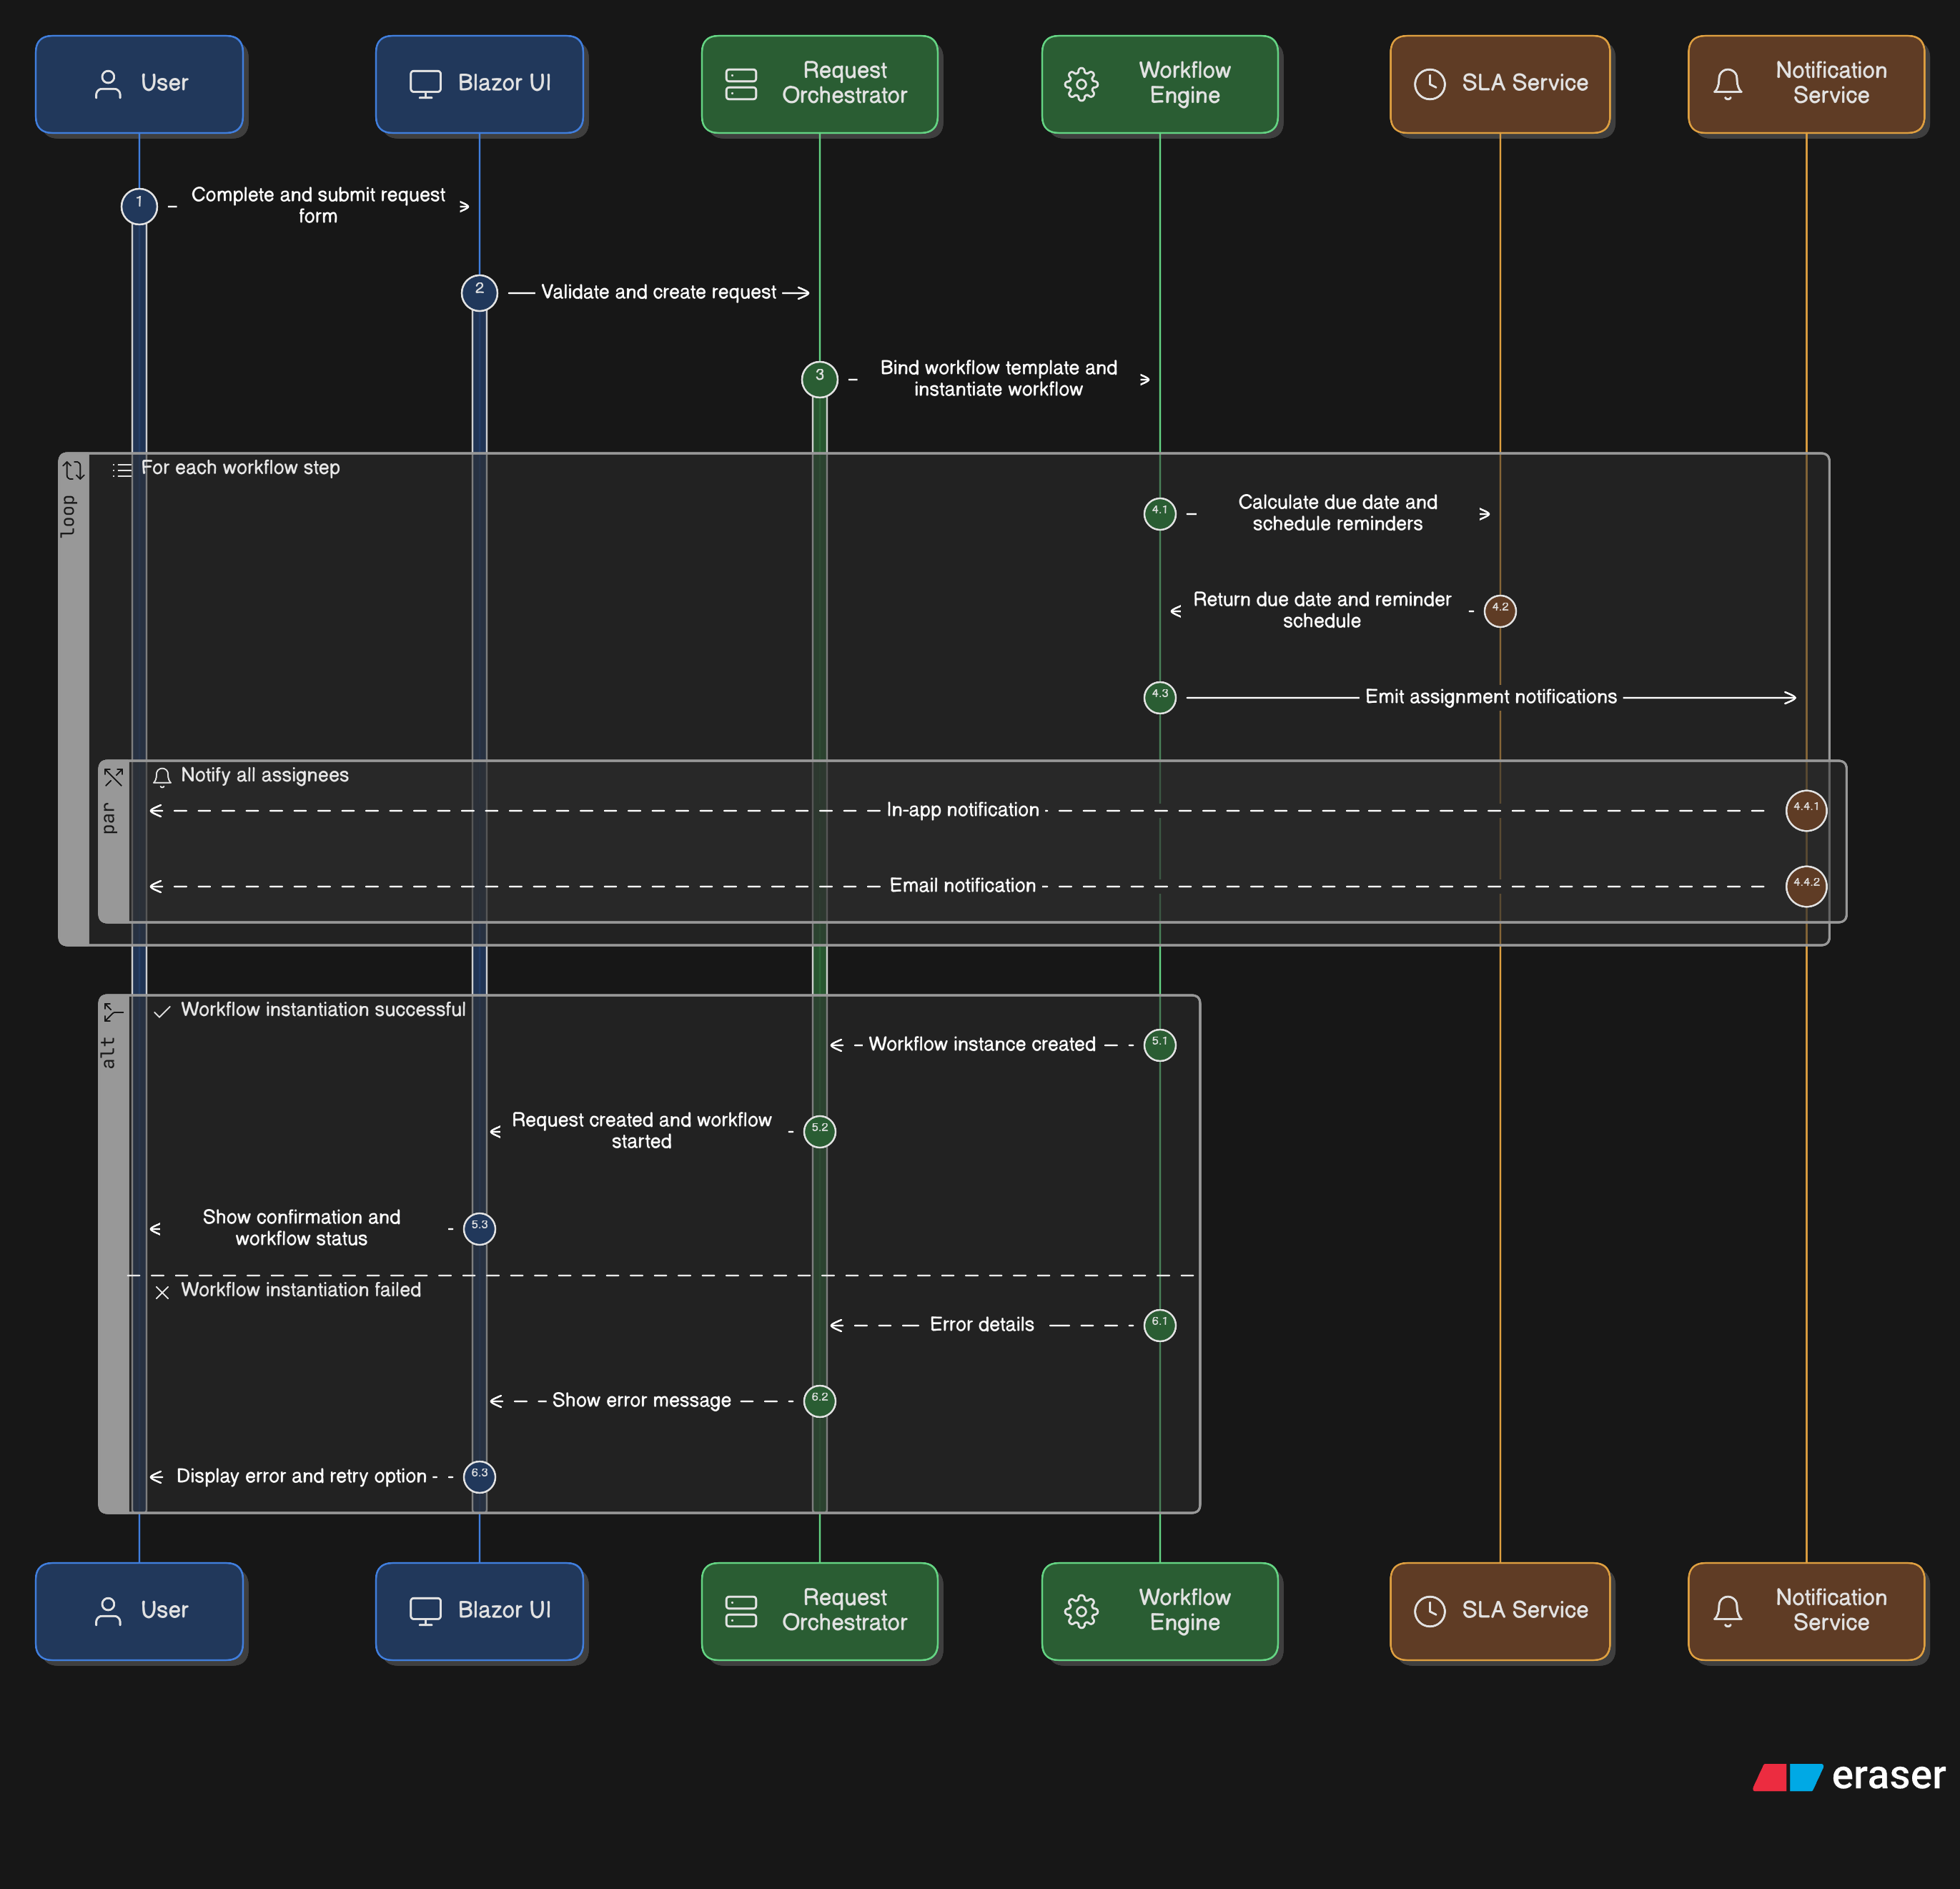 User
Blazor UI
Request
Orchestrator
Workflow
Engine
SLA Service
Notification
Service
1
Complete and submit request
form
2
Validate and create request
3
Bind workflow template and
instantiate workflow
loop
For each workflow step
4.1
Calculate due date and
schedule reminders
Return due date and reminder
schedule
4.2
4.3
Emit assignment notifications
par
Notify all assignees
In-app notification
4.4.1
Email notification
4.4.2
alt
Workflow instantiation successful
Workflow instance created
5.1
Request created and workflow
started
5.2
Show confirmation and
workflow status
5.3
Workflow instantiation failed
Error details
6.1
Show error message
6.2
Display error and retry option
6.3
User
Blazor UI
Request
Orchestrator
Workflow
Engine
SLA Service
Notification
Service
eraser